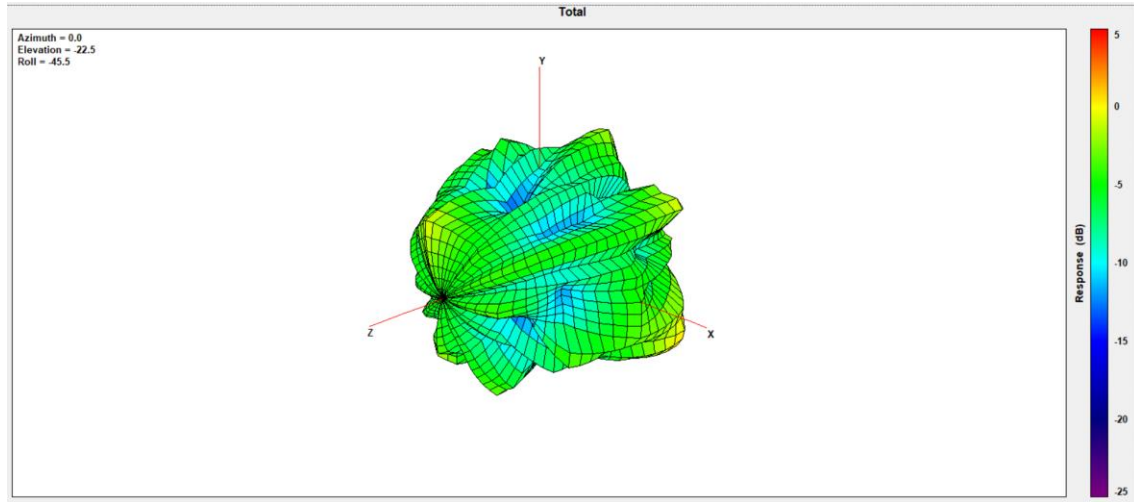 Total
Azimuth = 0.0
Elevation = -22.5
Roll = -45.5
Y
Z
X
5
0
-5
-10
-15
-20
-25
Response (dB)